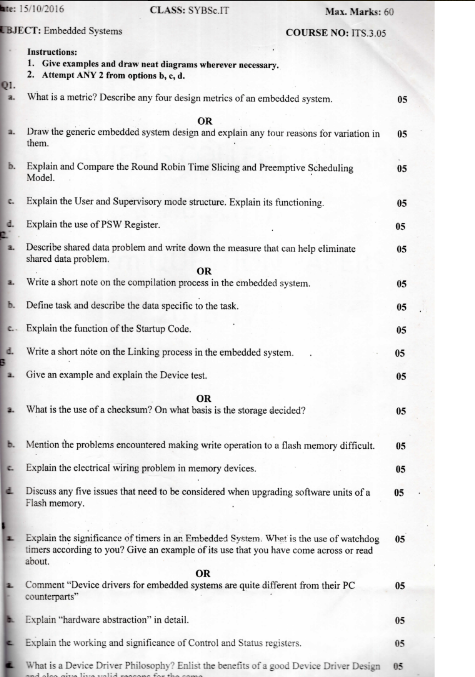 ate: 15/10/2016 CLASS: SYBSc.IT Max. Marks: 60
UBJECT: Embedded Systems COURSE NO: ITS.3.05
Instructions:
1. Give examples and draw neat diagrams wherever necessary.
2. Attempt ANY 2 from options b, c, d.
Q1.
a. What is a metric? Describe any four design metrics of an embedded system. 05
OR
a. Draw the generic embedded system design and explain any four reasons for variation in 05
them.
b. Explain and Compare the Round Robin Time Slicing and Preemptive Scheduling 05
Model.
c. Explain the User and Supervisory mode structure. Explain its functioning. 05
d. Explain the use of PSW Register. 05
2.
a. Describe shared data problem and write down the measure that can help eliminate 05
shared data problem.
OR
a. Write a short note on the compilation process in the embedded system. 05
b. Define task and describe the data specific to the task. 05
c. Explain the function of the Startup Code. 05
d. Write a short note on the Linking process in the embedded system. 05
3
a. Give an example and explain the Device test. 05
OR
a. What is the use of a checksum? On what basis is the storage decided? 05
b. Mention the problems encountered making write operation to a flash memory difficult. 05
c. Explain the electrical wiring problem in memory devices. 05
d. Discuss any five issues that need to be considered when upgrading software units of a 05
Flash memory.
a. Explain the significance of timers in an Embedded System. What is the use of watchdog 05
timers according to you? Give an example of its use that you have come across or read
about.
OR
a. Comment “Device drivers for embedded systems are quite different from their PC 05
counterparts”
b. Explain “hardware abstraction” in detail. 05
c. Explain the working and significance of Control and Status registers. 05
d. What is a Device Driver Philosophy? Enlist the benefits of a good Device Driver Design 05
and also give live valid reasons for the same